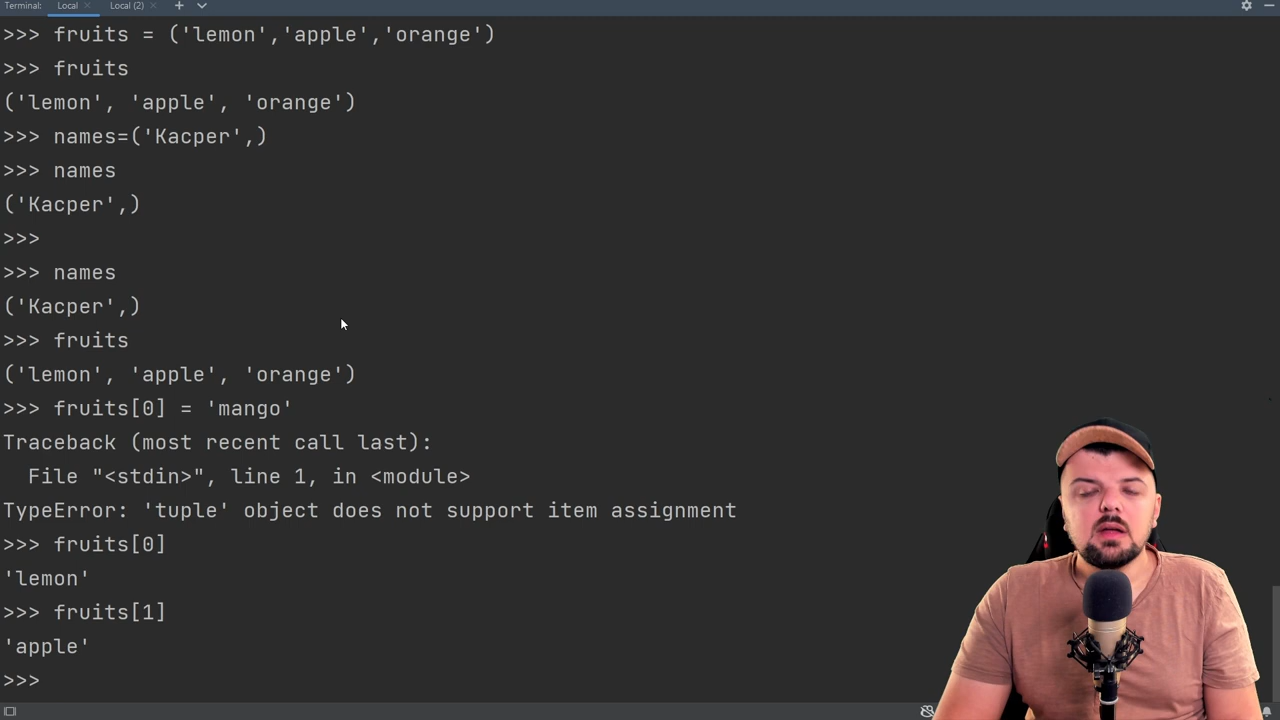 Terminal: Local Local (2)
>>> fruits = ('lemon','apple','orange')
>>> fruits
('lemon', 'apple', 'orange')
>>> names=('Kacper',)
>>> names
('Kacper',)
>>>
>>> names
('Kacper',)
>>> fruits
('lemon', 'apple', 'orange')
>>> fruits[0] = 'mango'
Traceback (most recent call last):
  File "<stdin>", line 1, in <module>
TypeError: 'tuple' object does not support item assignment
>>> fruits[0]
'lemon'
>>> fruits[1]
'apple'
>>>